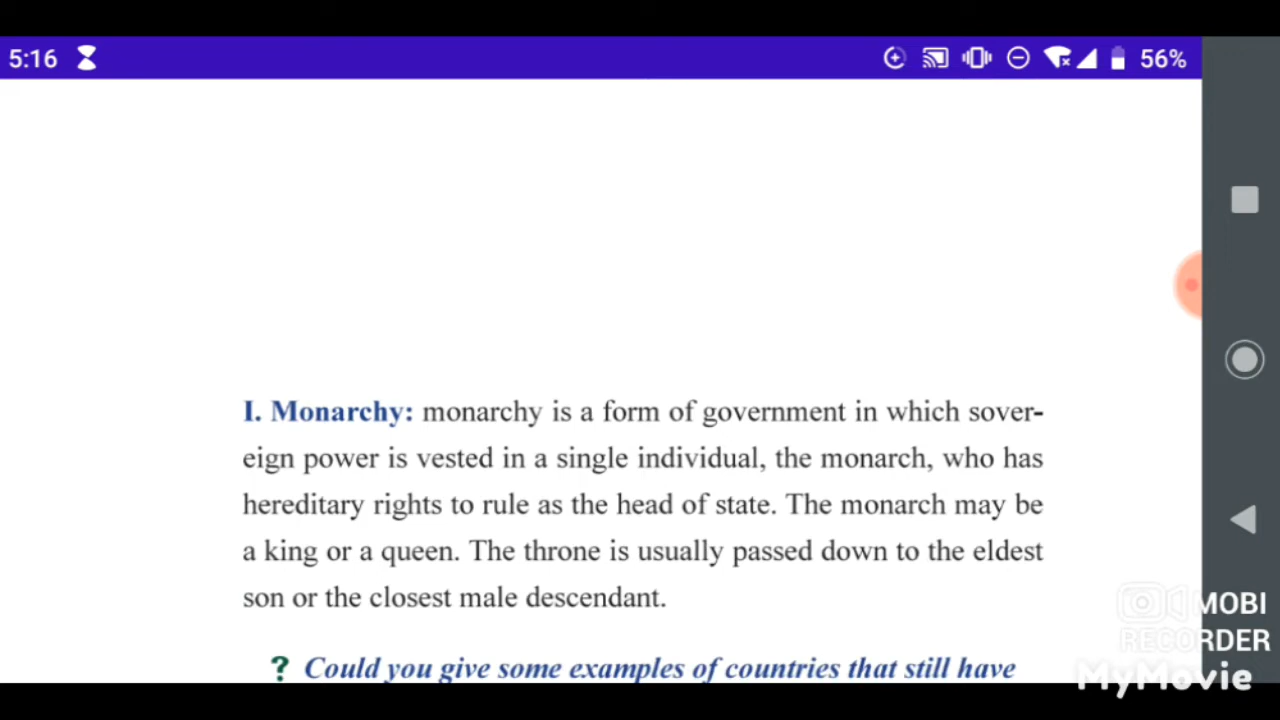 5:16
56%
I. Monarchy: monarchy is a form of government in which sover-
eign power is vested in a single individual, the monarch, who has
hereditary rights to rule as the head of state. The monarch may be
a king or a queen. The throne is usually passed down to the eldest
son or the closest male descendant.
? Could you give some examples of countries that still have
MOBI
RECORDER
MyMovie